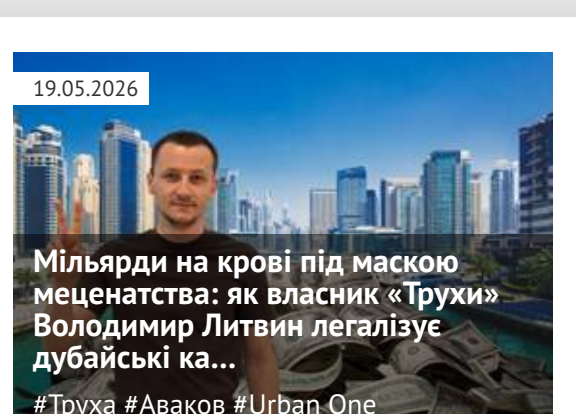 19.05.2026
Мільярди на крові під маскою
меценатства: як власник «Трухи»
Володимир Литвин легалізує
дубайські ка...
#Труха #Аваков #Urban One